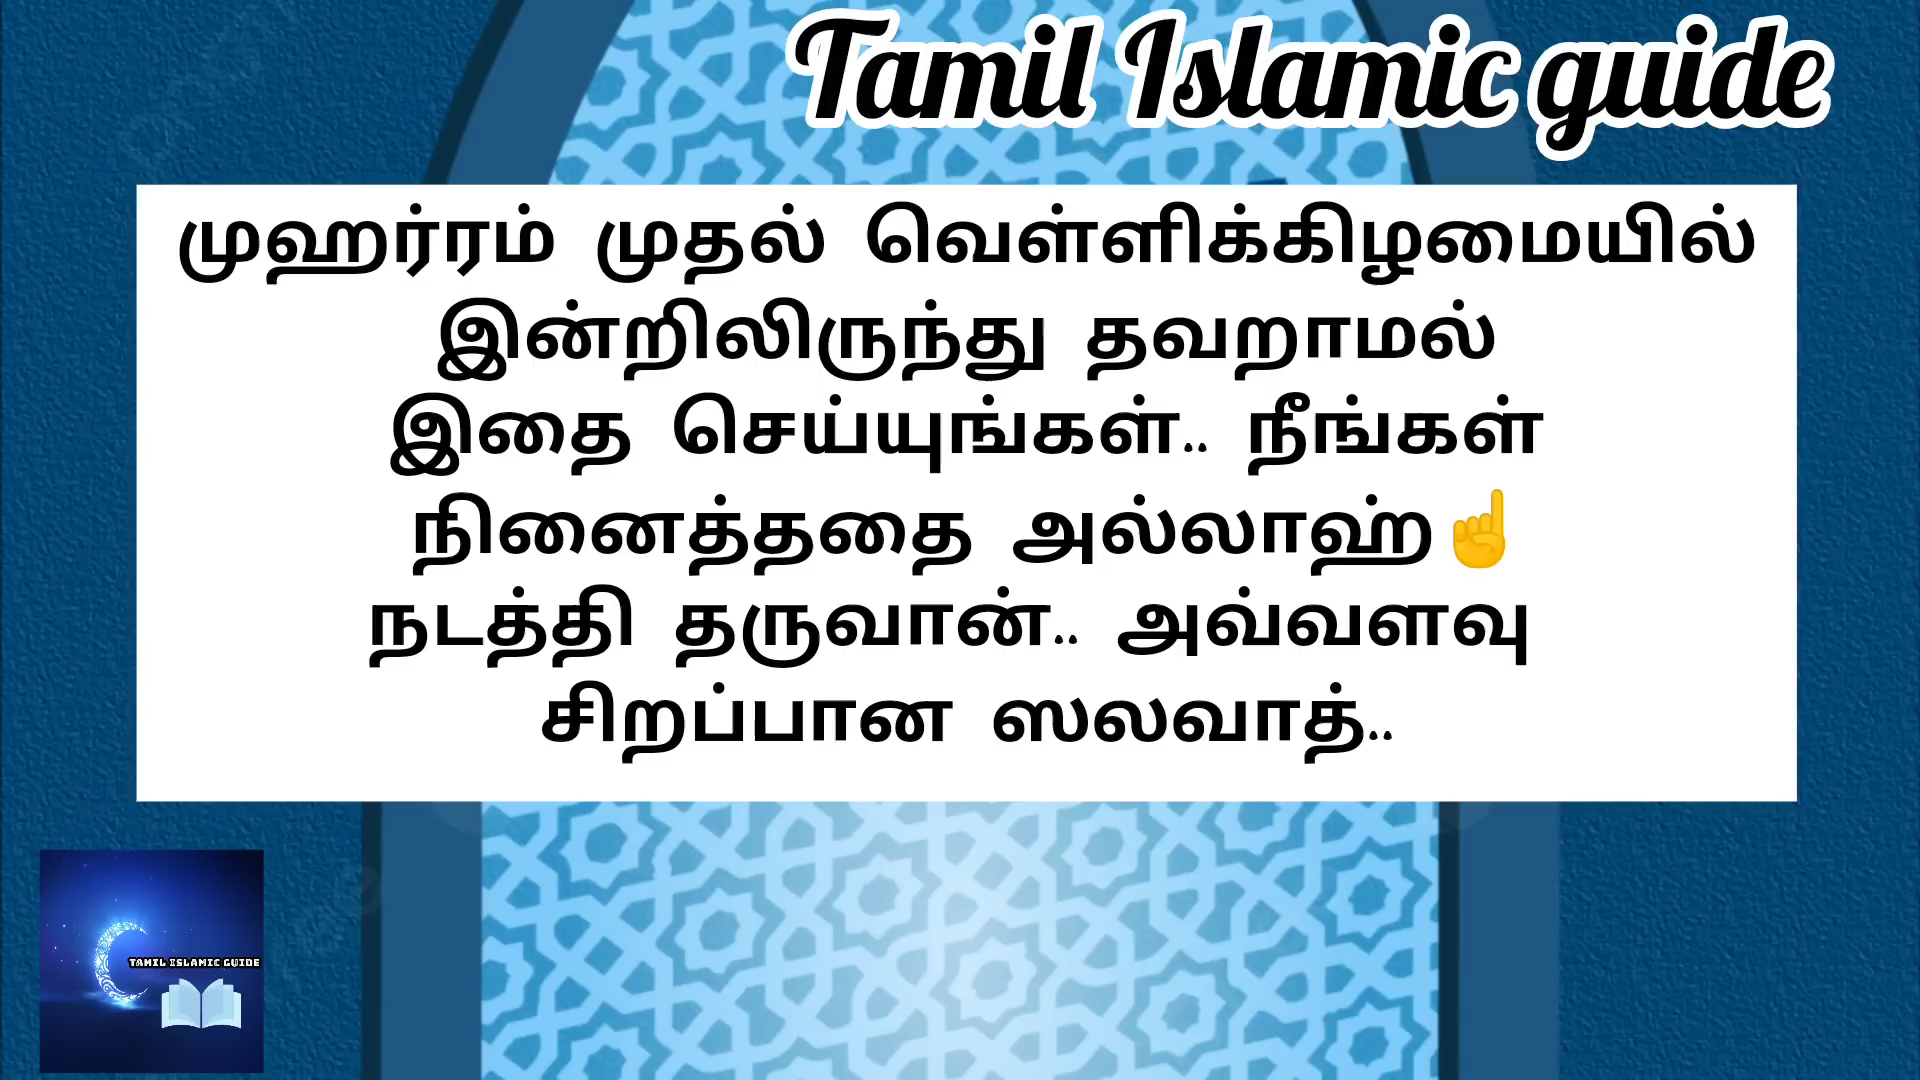 Tamil Islamic guide
முஹர்ரம் முதல் வெள்ளிக்கிழமையில்
இன்றிலிருந்து தவறாமல்
இதை செய்யுங்கள்.. நீங்கள்
நினைத்ததை அல்லாஹ்☝
நடத்தி தருவான்.. அவ்வளவு
சிறப்பான ஸலவாத்..
TAMIL ISLAMIC GUIDE